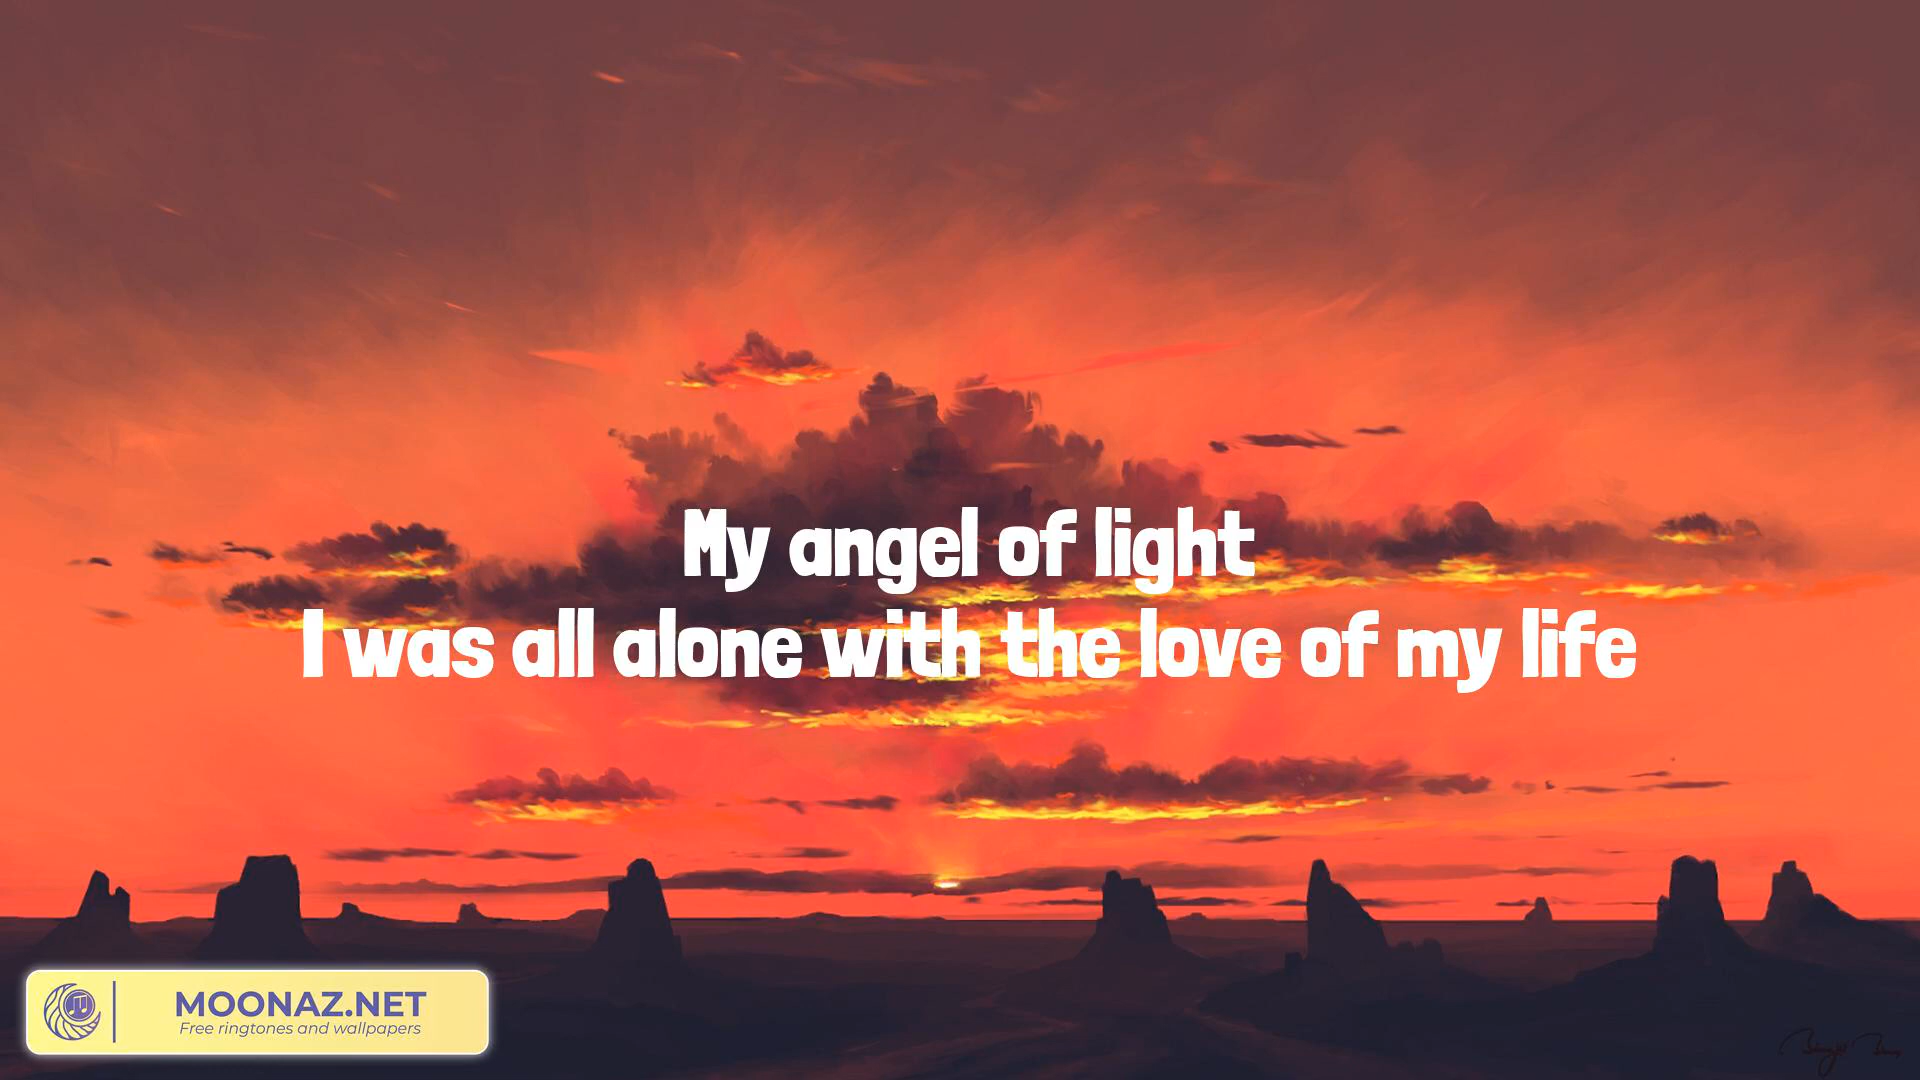 My angel of light
I was all alone with the love of my life
MOONAZ.NET
Free ringtones and wallpapers